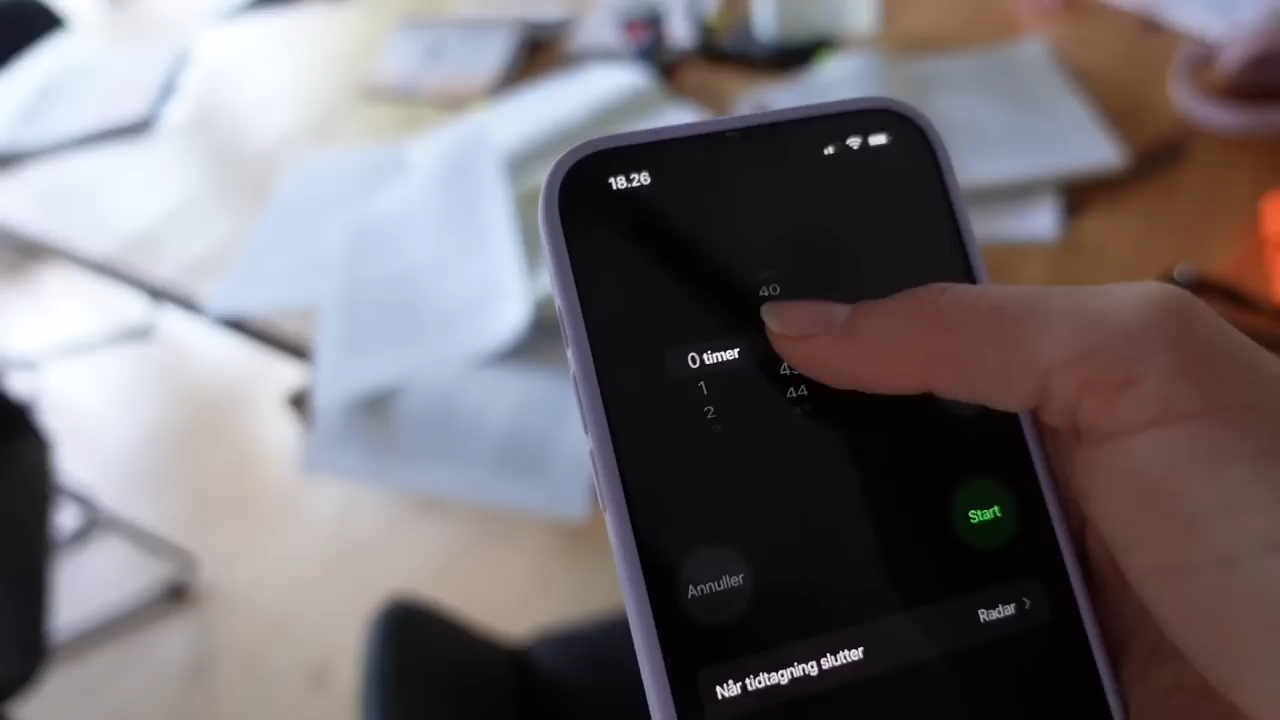 18.26
40
0 timer
1
2
44
Start
Annuller
Radar
Når tidtagning slutter